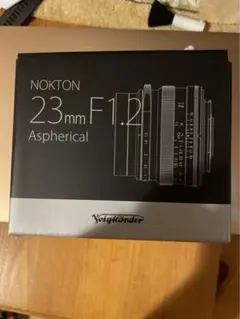 NOKTON
23mm F1.2
Aspherical
Voigtländer